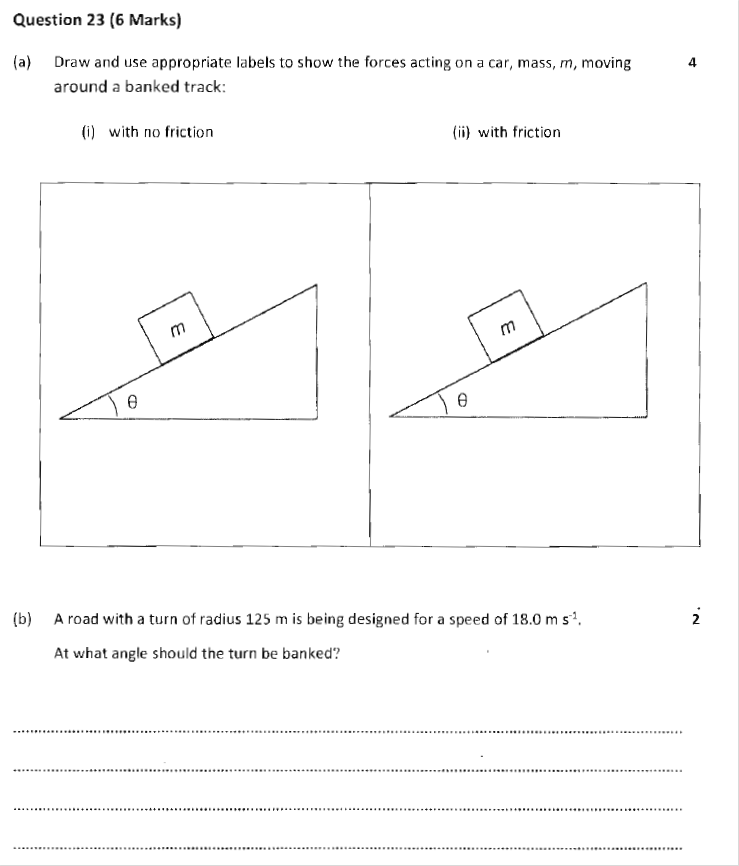 Question 23 (6 Marks)
(a) Draw and use appropriate labels to show the forces acting on a car, mass, m, moving 4
around a banked track:
(i) with no friction (ii) with friction
m m
θ θ
(b) A road with a turn of radius 125 m is being designed for a speed of 18.0 m s⁻¹. 2
At what angle should the turn be banked?